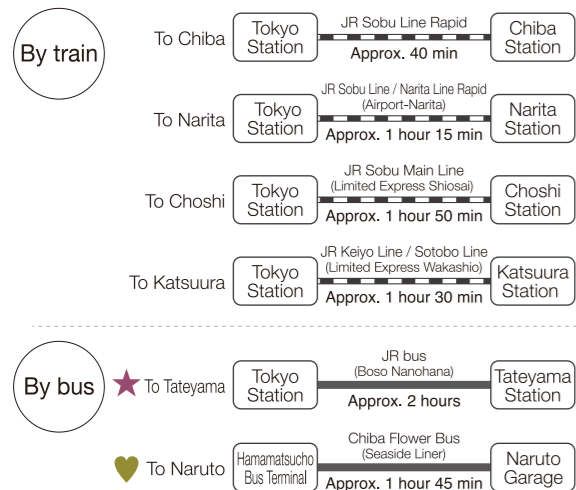 By train
To Chiba
Tokyo
Station
JR Sobu Line Rapid
Approx. 40 min
Chiba
Station
To Narita
Tokyo
Station
JR Sobu Line / Narita Line Rapid
(Airport-Narita)
Approx. 1 hour 15 min
Narita
Station
To Choshi
Tokyo
Station
JR Sobu Main Line
(Limited Express Shiosai)
Approx. 1 hour 50 min
Choshi
Station
To Katsuura
Tokyo
Station
JR Keiyo Line / Sotobo Line
(Limited Express Wakashio)
Approx. 1 hour 30 min
Katsuura
Station
By bus
To Tateyama
Tokyo
Station
JR bus
(Boso Nanohana)
Approx. 2 hours
Tateyama
Station
To Naruto
Hamamatsucho
Bus Terminal
Chiba Flower Bus
(Seaside Liner)
Approx. 1 hour 45 min
Naruto
Garage